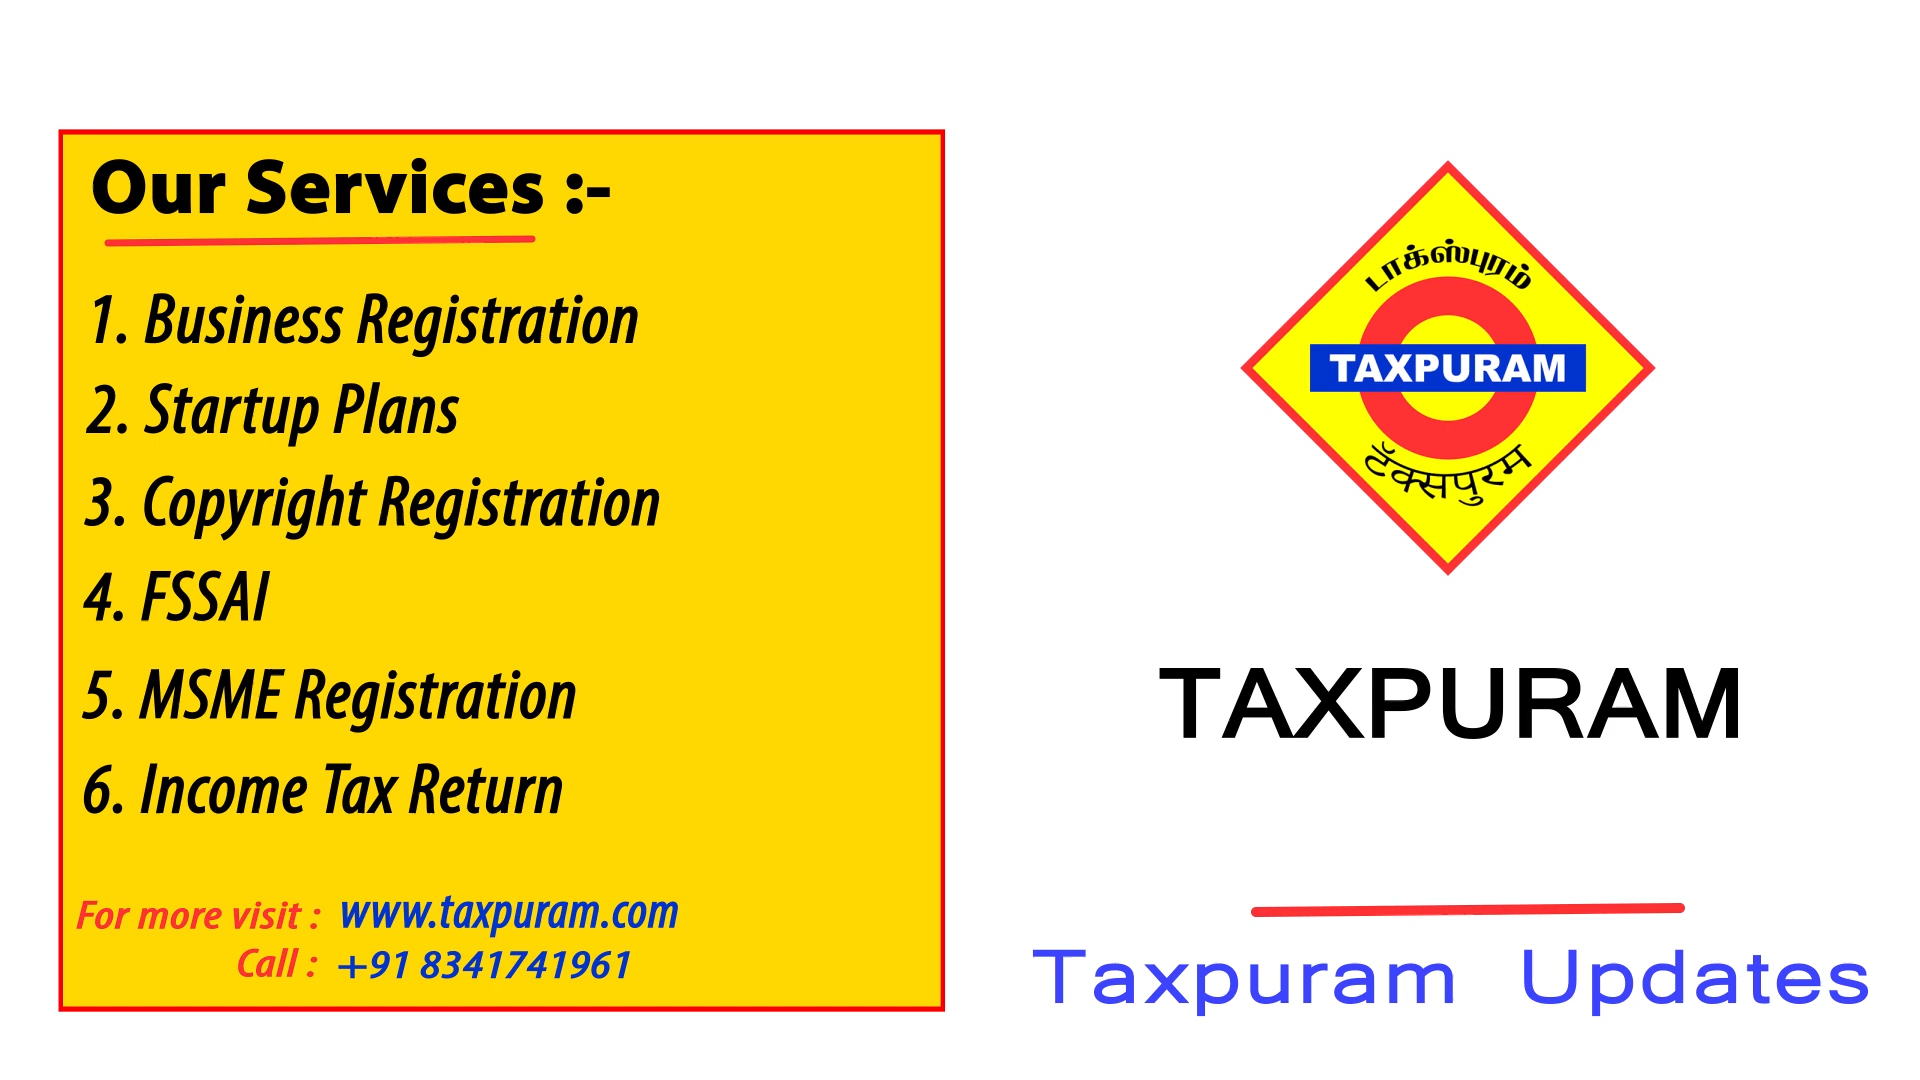 Our Services :-
1. Business Registration
2. Startup Plans
3. Copyright Registration
4. FSSAI
5. MSME Registration
6. Income Tax Return
For more visit : www.taxpuram.com
Call : +91 8341741961
டாக்ஸ்புரம்
TAXPURAM
टॅक्सपुरम
TAXPURAM
Taxpuram Updates